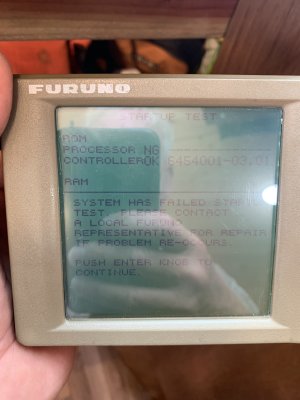 FURUNO
STARTUP TEST
ROM
PROCESSOR NG
CONTROLLER OK 6454001-03.01
RAM
SYSTEM HAS FAILED
TEST. PLEASE CONTACT
A LOCAL FURUNO
REPRESENTATIVE FOR REPAIR
IF PROBLEM RE-OCCURS.
PUSH ENTER KNOB TO
CONTINUE.